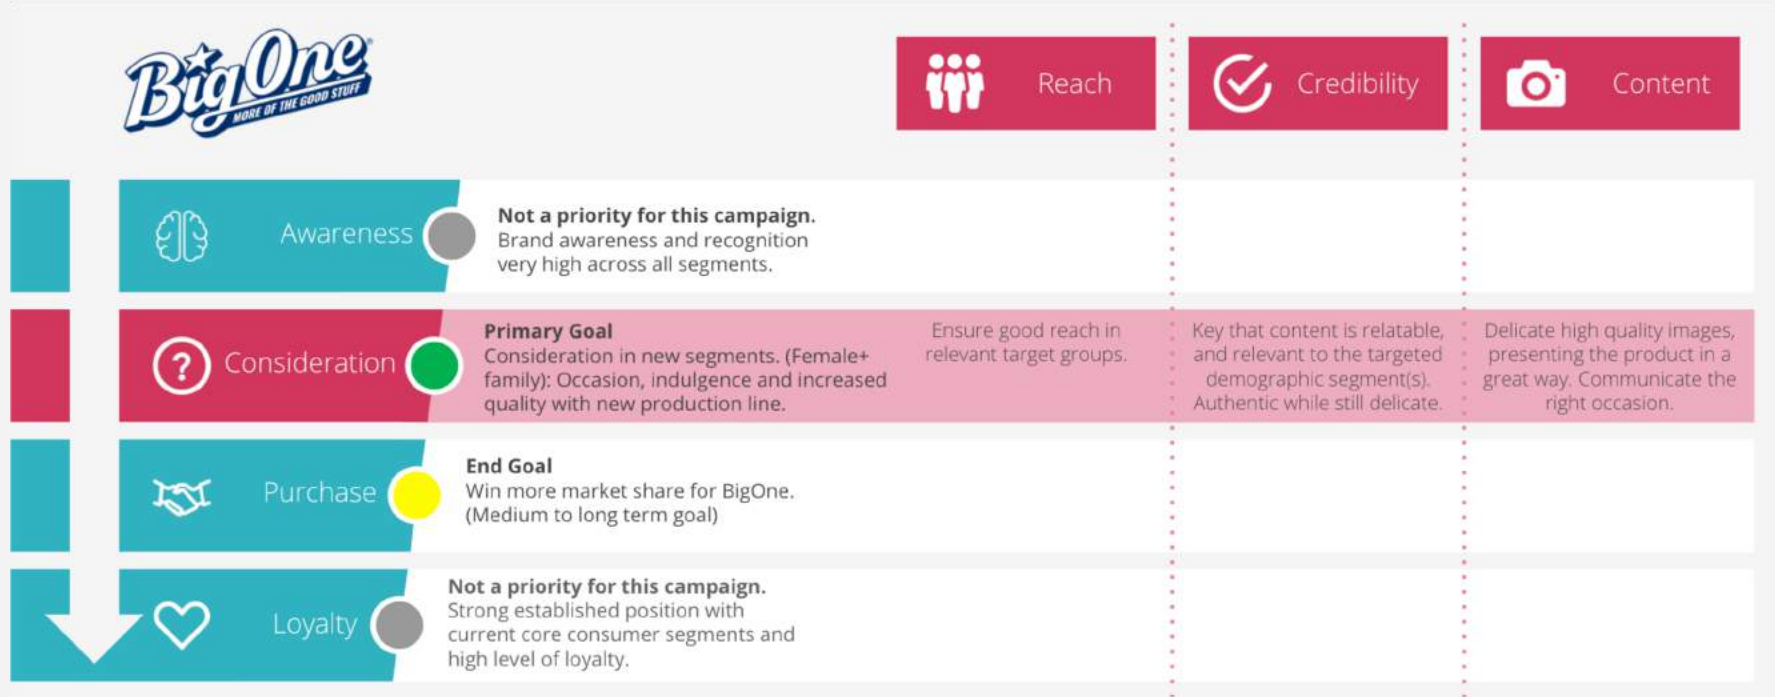 BigOne
MORE OF THE GOOD STUFF
Reach
Credibility
Content
Awareness
Not a priority for this campaign.
Brand awareness and recognition
very high across all segments.
Consideration
Primary Goal
Consideration in new segments. (Female+
family): Occasion, indulgence and increased
quality with new production line.
Ensure good reach in
relevant target groups.
Key that content is relatable,
and relevant to the targeted
demographic segment(s).
Authentic while still delicate.
Delicate high quality images,
presenting the product in a
great way. Communicate the
right occasion.
Purchase
End Goal
Win more market share for BigOne.
(Medium to long term goal)
Loyalty
Not a priority for this campaign.
Strong established position with
current core consumer segments and
high level of loyalty.